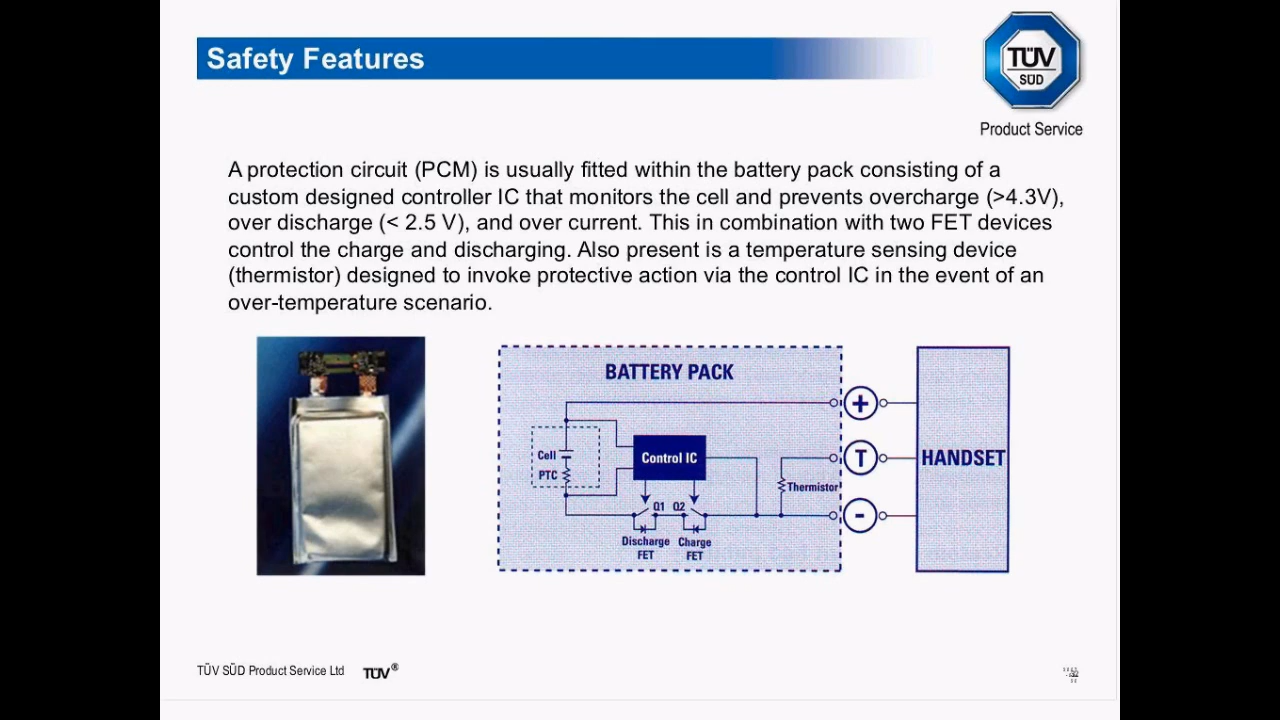 Safety Features
TÜV
SÜD
Product Service
A protection circuit (PCM) is usually fitted within the battery pack consisting of a
custom designed controller IC that monitors the cell and prevents overcharge (>4.3V),
over discharge (< 2.5 V), and over current. This in combination with two FET devices
control the charge and discharging. Also present is a temperature sensing device
(thermistor) designed to invoke protective action via the control IC in the event of an
over-temperature scenario.
BATTERY PACK
+
Cell
Control IC
T
HANDSET
PTC
Thermistor
Q1 Q2
-
Discharge
FET
Charge
FET
TÜV SÜD Product Service Ltd
TÜV®